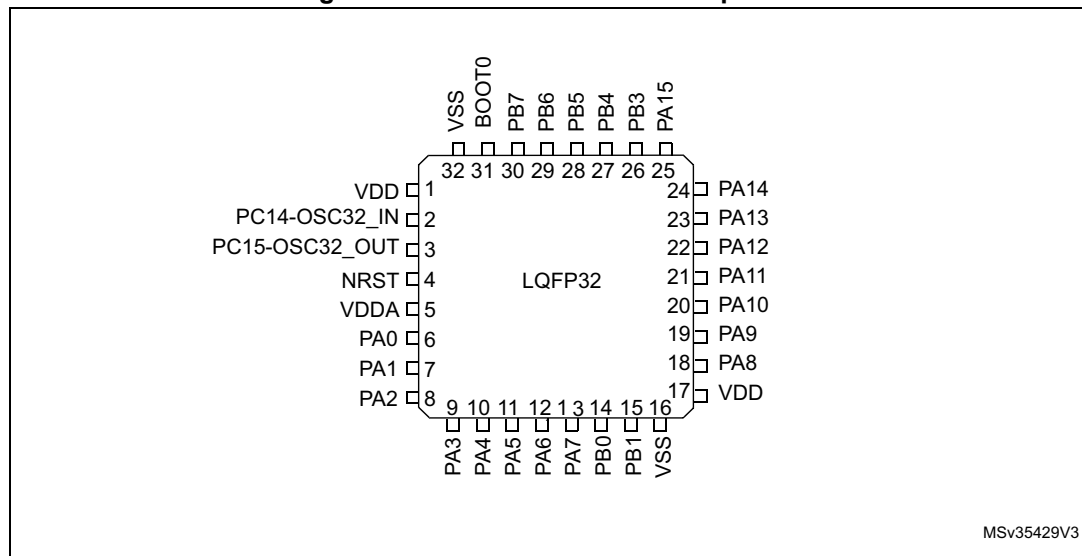 VSS
BOOT0
PB7
PB6
PB5
PB4
PB3
PA15
32 31 30 29 28 27 26 25
VDD 1
PC14-OSC32_IN 2
PC15-OSC32_OUT 3
NRST 4
VDDA 5
PA0 6
PA1 7
PA2 8
LQFP32
24 PA14
23 PA13
22 PA12
21 PA11
20 PA10
19 PA9
18 PA8
17 VDD
9 10 11 12 13 14 15 16
PA3
PA4
PA5
PA6
PA7
PB0
PB1
VSS
MSv35429V3